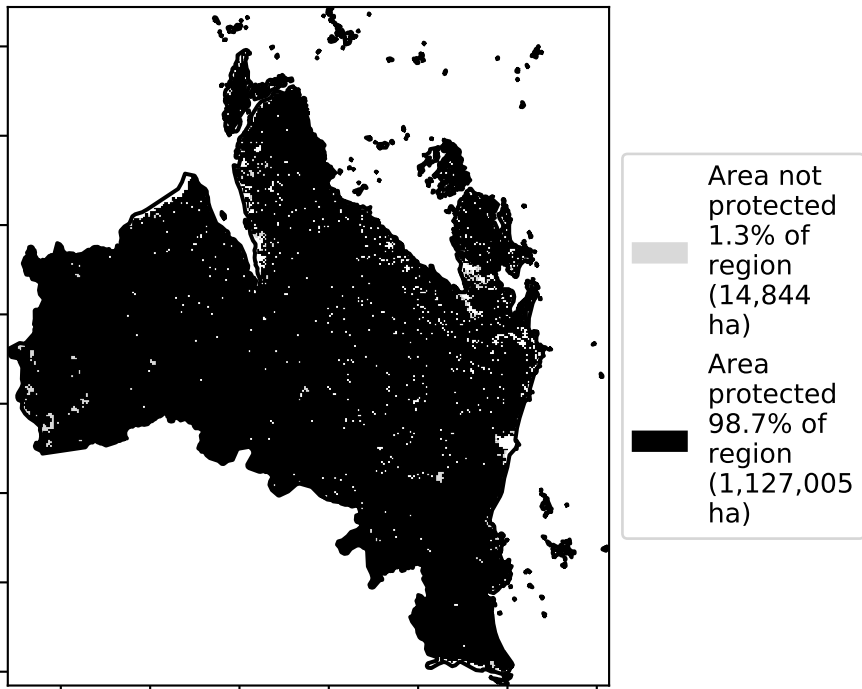 Area not
protected
1.3% of
region
(14,844
ha)
Area
protected
98.7% of
region
(1,127,005
ha)